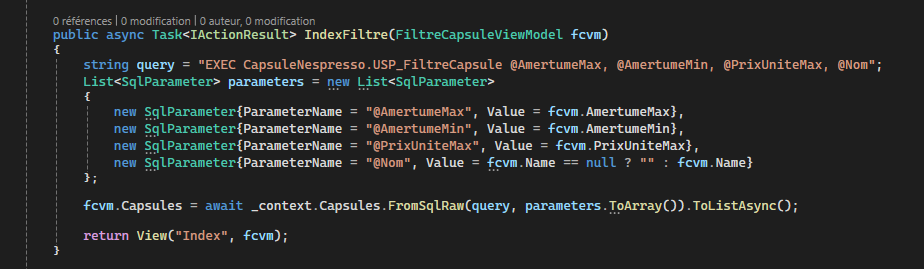 0 références | 0 modification | 0 auteur, 0 modification
public async Task<IActionResult> IndexFiltre(FiltreCapsuleViewModel fcvm)
{
    string query = "EXEC CapsuleNespresso.USP_FiltreCapsule @AmertumeMax, @AmertumeMin, @PrixUniteMax, @Nom";
    List<SqlParameter> parameters = new List<SqlParameter>
    {
        new SqlParameter{ParameterName = "@AmertumeMax", Value = fcvm.AmertumeMax},
        new SqlParameter{ParameterName = "@AmertumeMin", Value = fcvm.AmertumeMin},
        new SqlParameter{ParameterName = "@PrixUniteMax", Value = fcvm.PrixUniteMax},
        new SqlParameter{ParameterName = "@Nom", Value = fcvm.Name == null ? "" : fcvm.Name}
    };
    fcvm.Capsules = await _context.Capsules.FromSqlRaw(query, parameters.ToArray()).ToListAsync();
    return View("Index", fcvm);
}